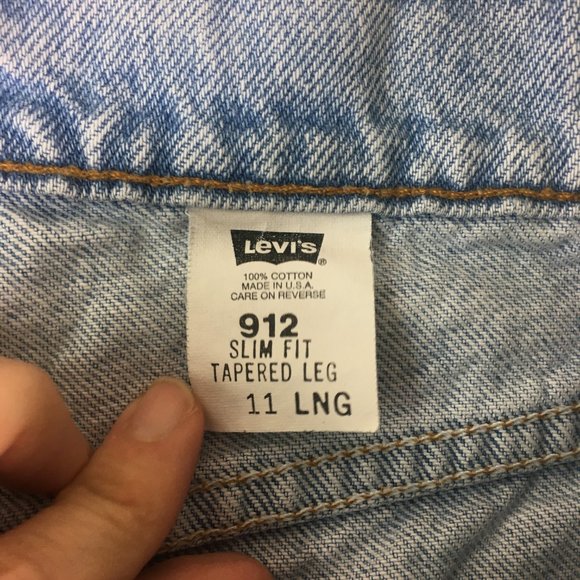 Levi's®
100% COTTON
MADE IN U.S.A.
CARE ON REVERSE
912
SLIM FIT
TAPERED LEG
11 LNG